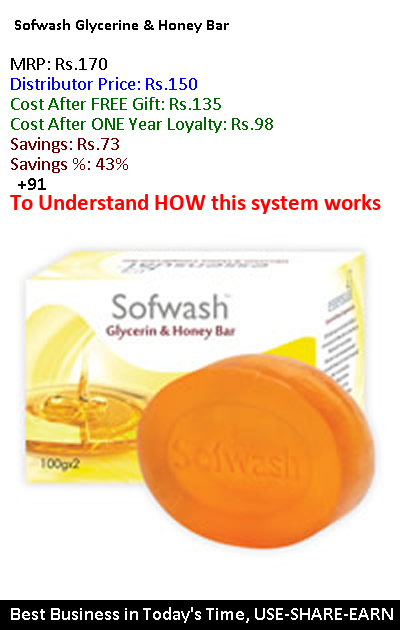 Sofwash Glycerine & Honey Bar
MRP: Rs.170
Distributor Price: Rs.150
Cost After FREE Gift: Rs.135
Cost After ONE Year Loyalty: Rs.98
Savings: Rs.73
Savings %: 43%
+91
To Understand HOW this system works
Sofwash™
Glycerin & Honey Bar
100gx2
Sofwash
Best Business in Today's Time, USE-SHARE-EARN